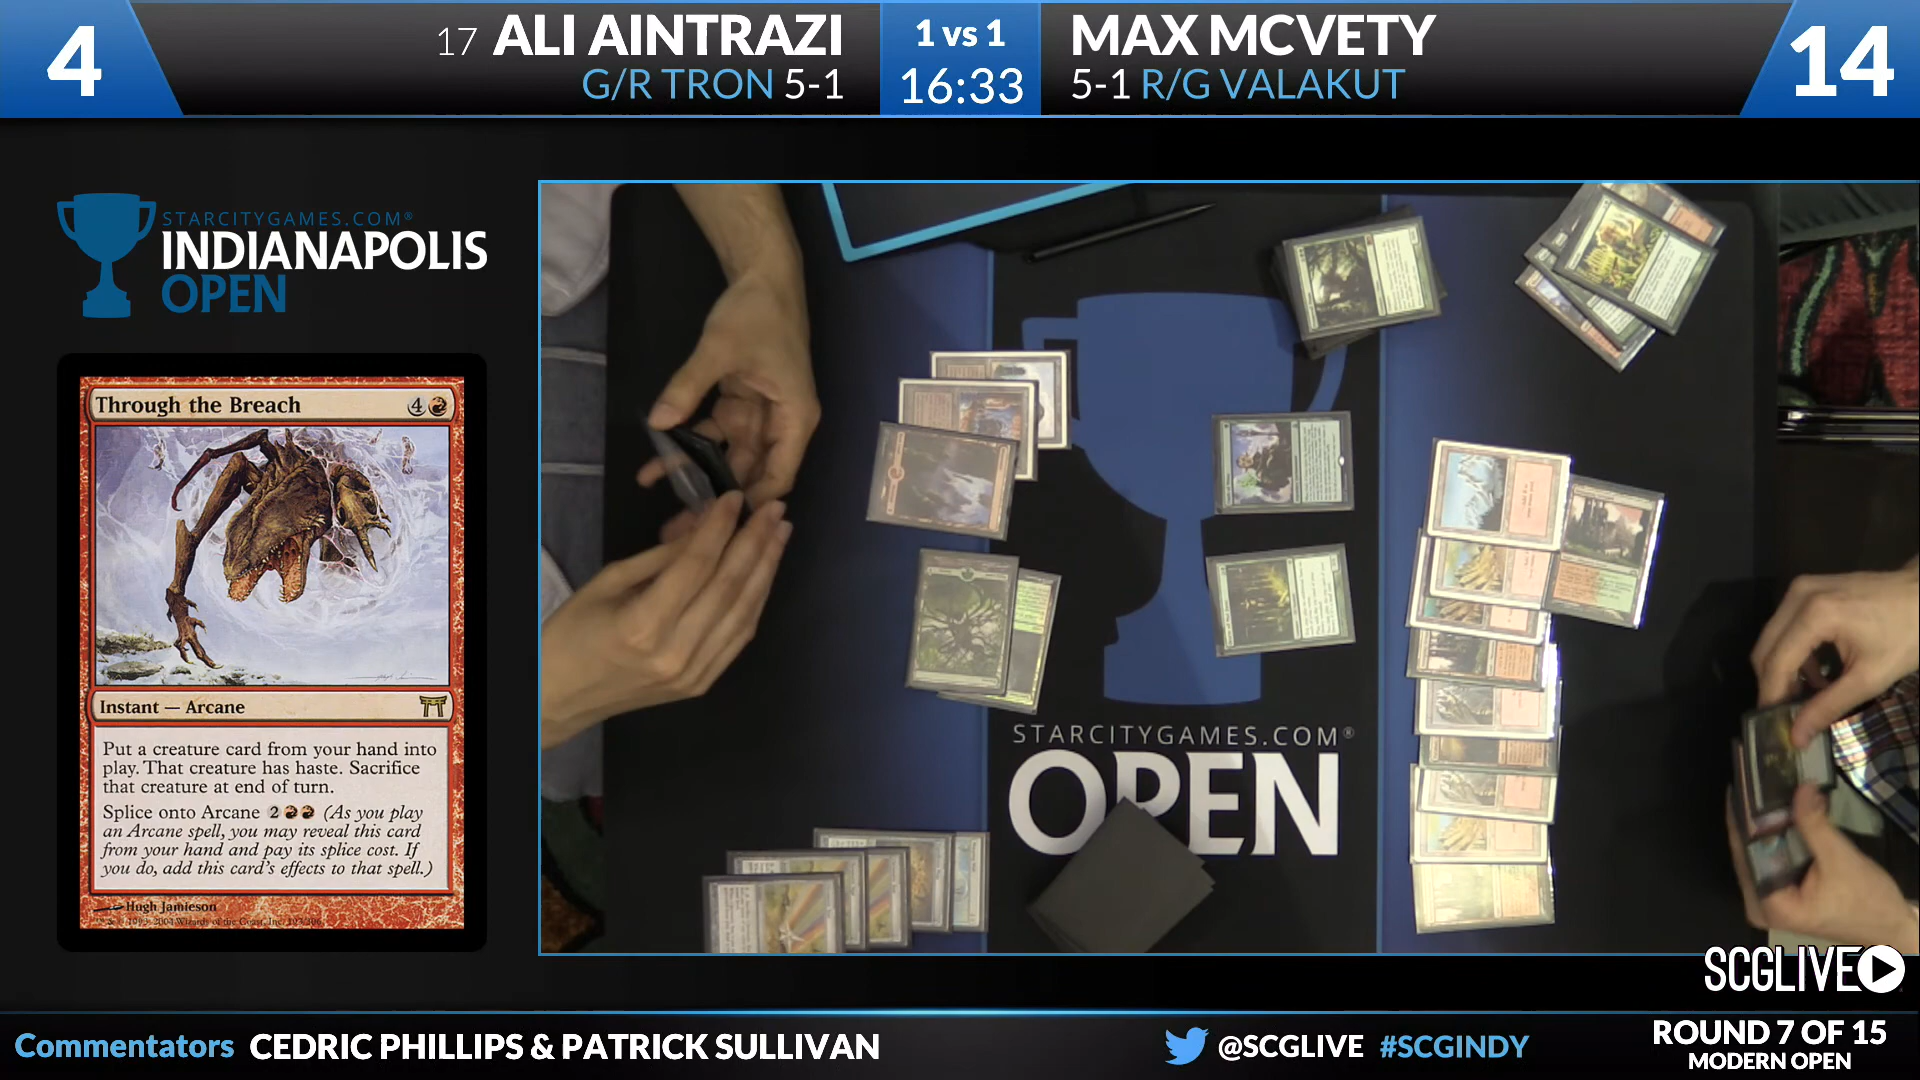 4
17 ALI AINTRAZI
G/R TRON 5-1
1 vs 1
16:33
MAX MCVETY
5-1 R/G VALAKUT
14
STARCITYGAMES.COM®
INDIANAPOLIS
OPEN
Through the Breach 4
Instant — Arcane
Put a creature card from your hand into
play. That creature has haste. Sacrifice
that creature at end of turn.
Splice onto Arcane 2 (As you play
an Arcane spell, you may reveal this card
from your hand and pay its splice cost. If
you do, add this card's effects to that spell.)
Hugh Jamieson
STARCITYGAMES.COM®
OPEN
SCGLIVE
Commentators CEDRIC PHILLIPS & PATRICK SULLIVAN
@SCGLIVE #SCGINDY
ROUND 7 OF 15
MODERN OPEN